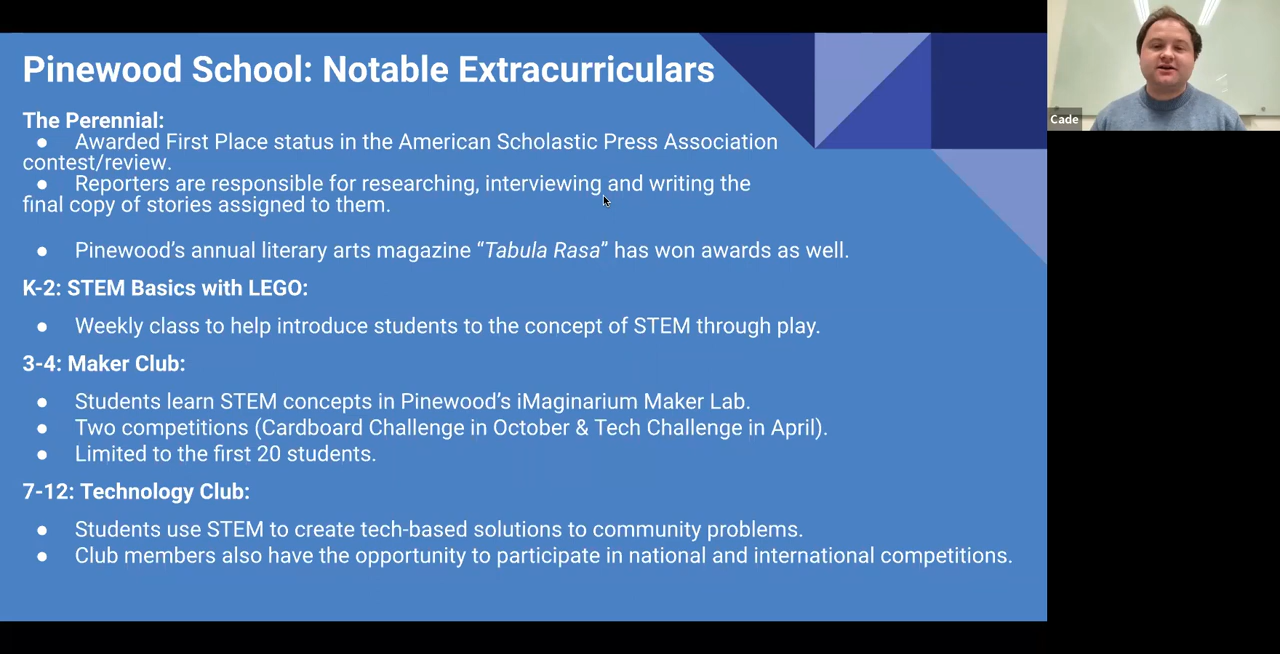 Pinewood School: Notable Extracurriculars
The Perennial:
● Awarded First Place status in the American Scholastic Press Association
contest/review.
● Reporters are responsible for researching, interviewing and writing the
final copy of stories assigned to them.
● Pinewood’s annual literary arts magazine “Tabula Rasa” has won awards as well.
K-2: STEM Basics with LEGO:
● Weekly class to help introduce students to the concept of STEM through play.
3-4: Maker Club:
● Students learn STEM concepts in Pinewood’s iMaginarium Maker Lab.
● Two competitions (Cardboard Challenge in October & Tech Challenge in April).
● Limited to the first 20 students.
7-12: Technology Club:
● Students use STEM to create tech-based solutions to community problems.
● Club members also have the opportunity to participate in national and international competitions.
Cade